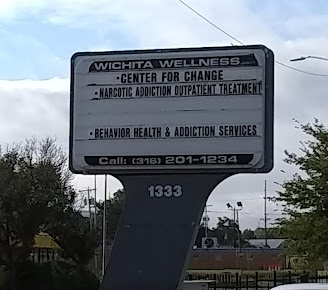 WICHITA WELLNESS
•CENTER FOR CHANGE
•NARCOTIC ADDICTION OUTPATIENT TREATMENT
•BEHAVIOR HEALTH & ADDICTION SERVICES
Call: (316) 201-1234
1333